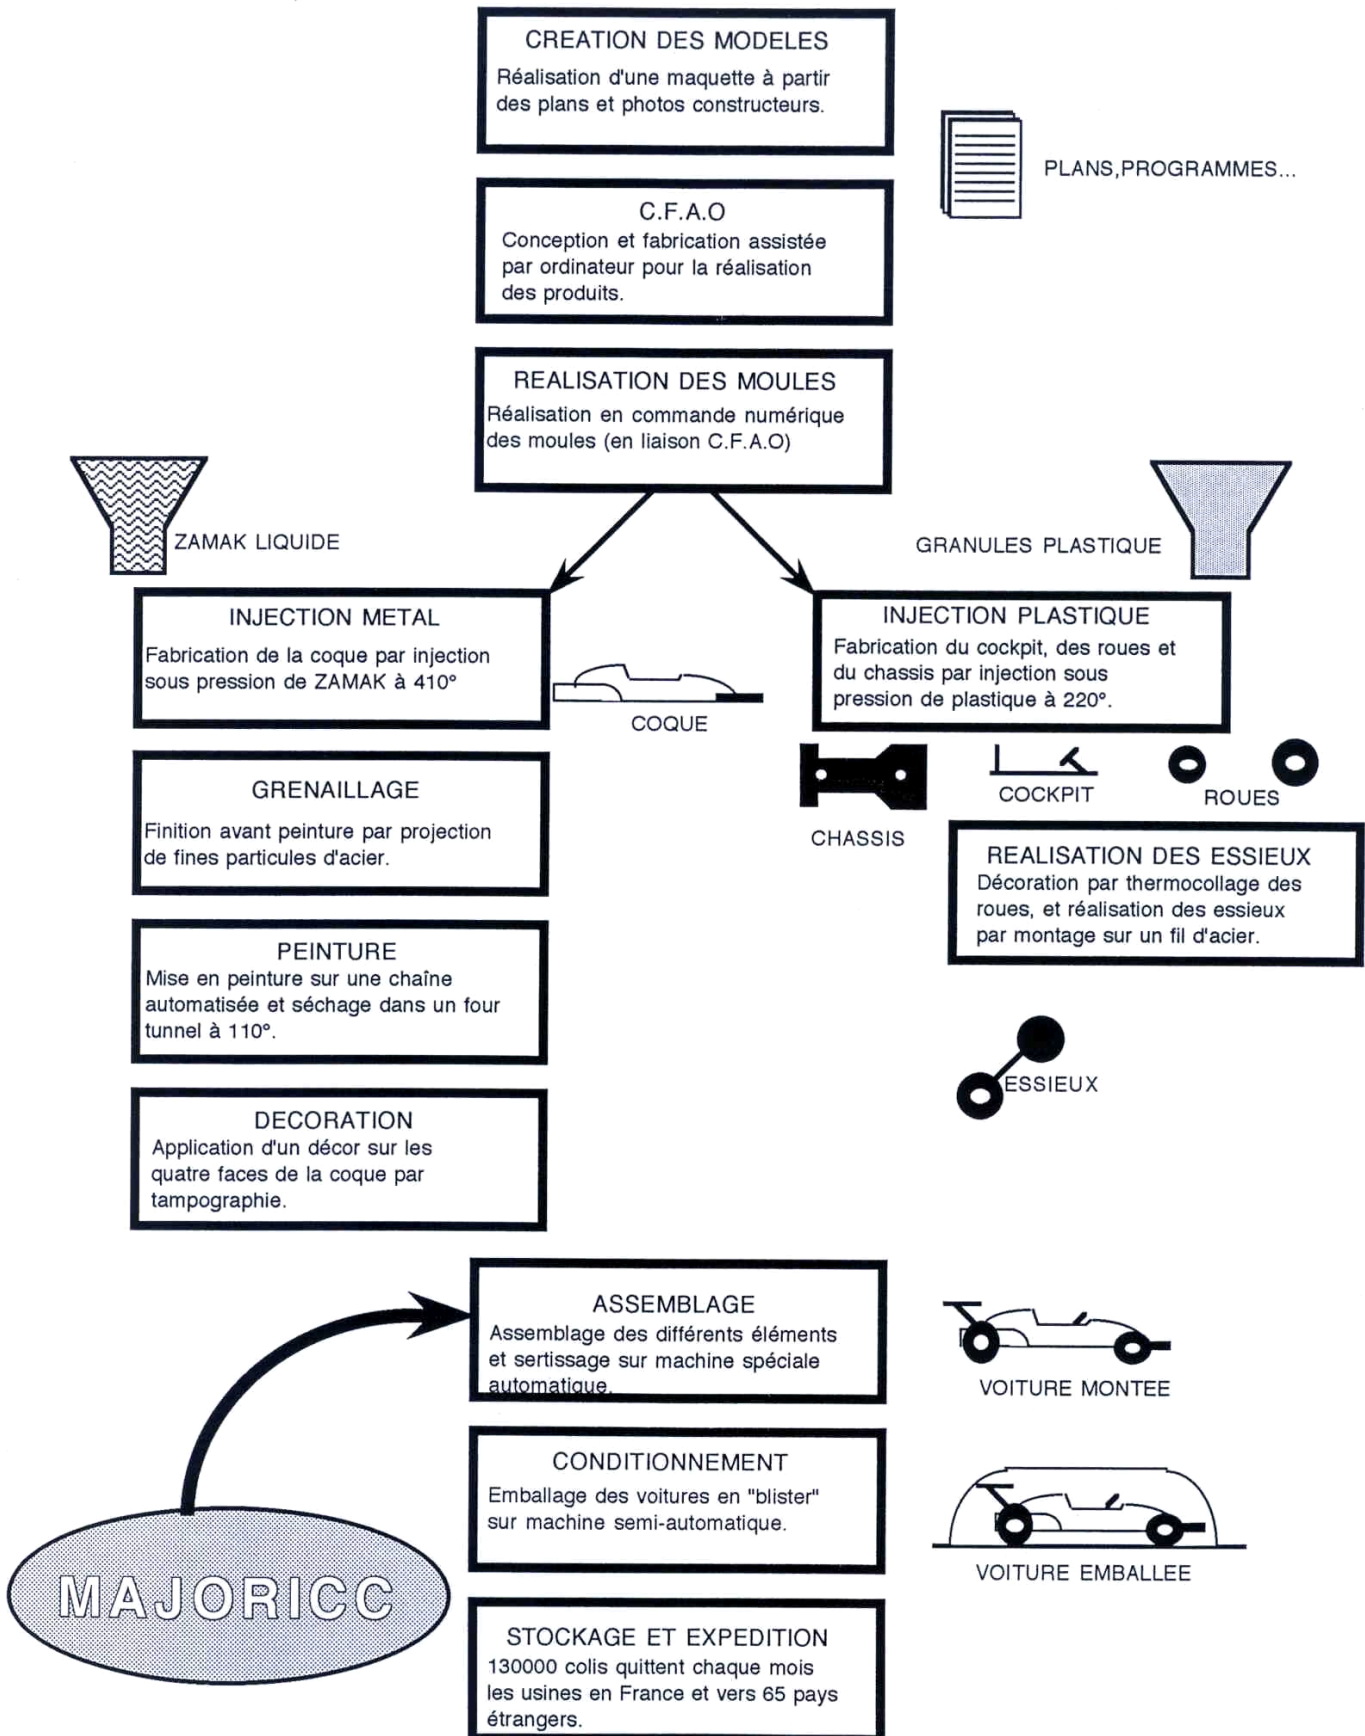 CREATION DES MODELES
Réalisation d'une maquette à partir
des plans et photos constructeurs.
PLANS,PROGRAMMES...
C.F.A.O
Conception et fabrication assistée
par ordinateur pour la réalisation
des produits.
REALISATION DES MOULES
Réalisation en commande numérique
des moules (en liaison C.F.A.O)
ZAMAK LIQUIDE
GRANULES PLASTIQUE
INJECTION METAL
Fabrication de la coque par injection
sous pression de ZAMAK à 410°
COQUE
INJECTION PLASTIQUE
Fabrication du cockpit, des roues et
du chassis par injection sous
pression de plastique à 220°.
CHASSIS
COCKPIT
ROUES
GRENAILLAGE
Finition avant peinture par projection
de fines particules d'acier.
REALISATION DES ESSIEUX
Décoration par thermocollage des
roues, et réalisation des essieux
par montage sur un fil d'acier.
PEINTURE
Mise en peinture sur une chaîne
automatisée et séchage dans un four
tunnel à 110°.
ESSIEUX
DECORATION
Application d'un décor sur les
quatre faces de la coque par
tampographie.
ASSEMBLAGE
Assemblage des différents éléments
et sertissage sur machine spéciale
automatique.
VOITURE MONTEE
CONDITIONNEMENT
Emballage des voitures en "blister"
sur machine semi-automatique.
VOITURE EMBALLEE
MAJORICC
STOCKAGE ET EXPEDITION
130000 colis quittent chaque mois
les usines en France et vers 65 pays
étrangers.